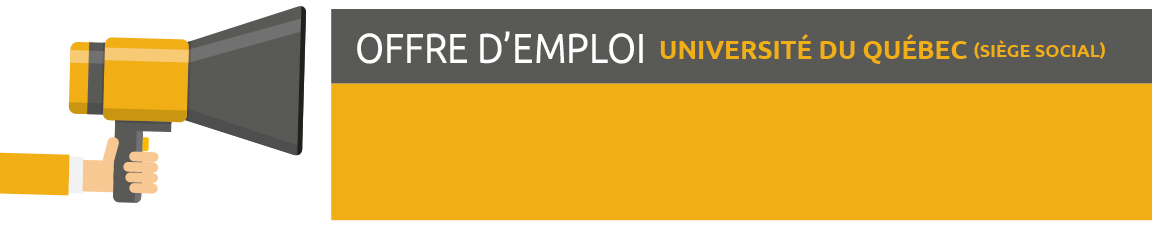 OFFRE D'EMPLOI UNIVERSITÉ DU QUÉBEC (SIÈGE SOCIAL)